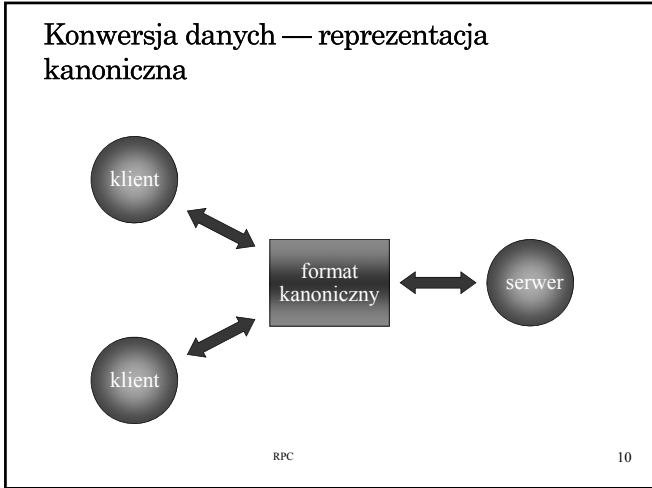 Konwersja danych — reprezentacja
kanoniczna
klient
format
kanoniczny
serwer
klient
RPC
10